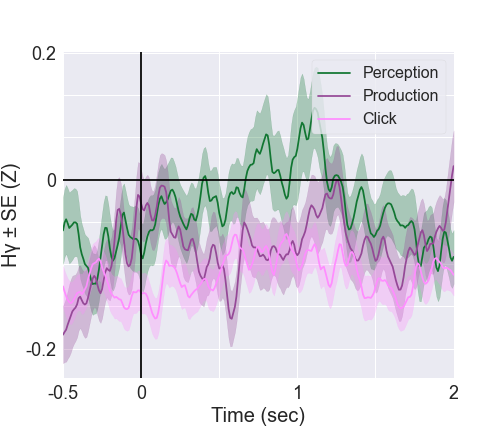 0.2
Perception
Production
Click
0
Hγ ± SE (Z)
-0.2
-0.5
0
1
2
Time (sec)